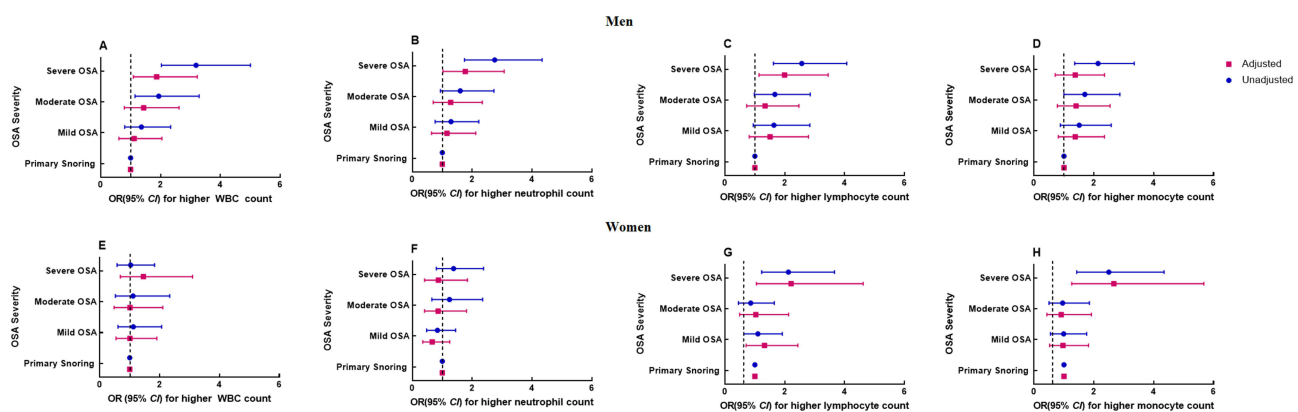 Men
A
OSA Severity
Severe OSA
Moderate OSA
Mild OSA
Primary Snoring
0 2 4 6
OR(95% CI) for higher WBC count
B
OSA Severity
Severe OSA
Moderate OSA
Mild OSA
Primary Snoring
0 2 4 6
OR(95% CI) for higher neutrophil count
C
OSA Severity
Severe OSA
Moderate OSA
Mild OSA
Primary Snoring
0 2 4 6
OR(95% CI) for higher lymphocyte count
D
OSA Severity
Severe OSA
Moderate OSA
Mild OSA
Primary Snoring
0 2 4 6
OR(95% CI) for higher monocyte count
Adjusted
Unadjusted
Women
E
OSA Severity
Severe OSA
Moderate OSA
Mild OSA
Primary Snoring
0 2 4 6
OR (95% CI) for higher WBC count
F
OSA Severity
Severe OSA
Moderate OSA
Mild OSA
Primary Snoring
0 2 4 6
OR(95% CI) for higher neutrophil count
G
OSA Severity
Severe OSA
Moderate OSA
Mild OSA
Primary Snoring
0 2 4 6
OR(95% CI) for higher lymphocyte count
H
OSA Severity
Severe OSA
Moderate OSA
Mild OSA
Primary Snoring
0 2 4 6
OR(95% CI) for higher monocyte count